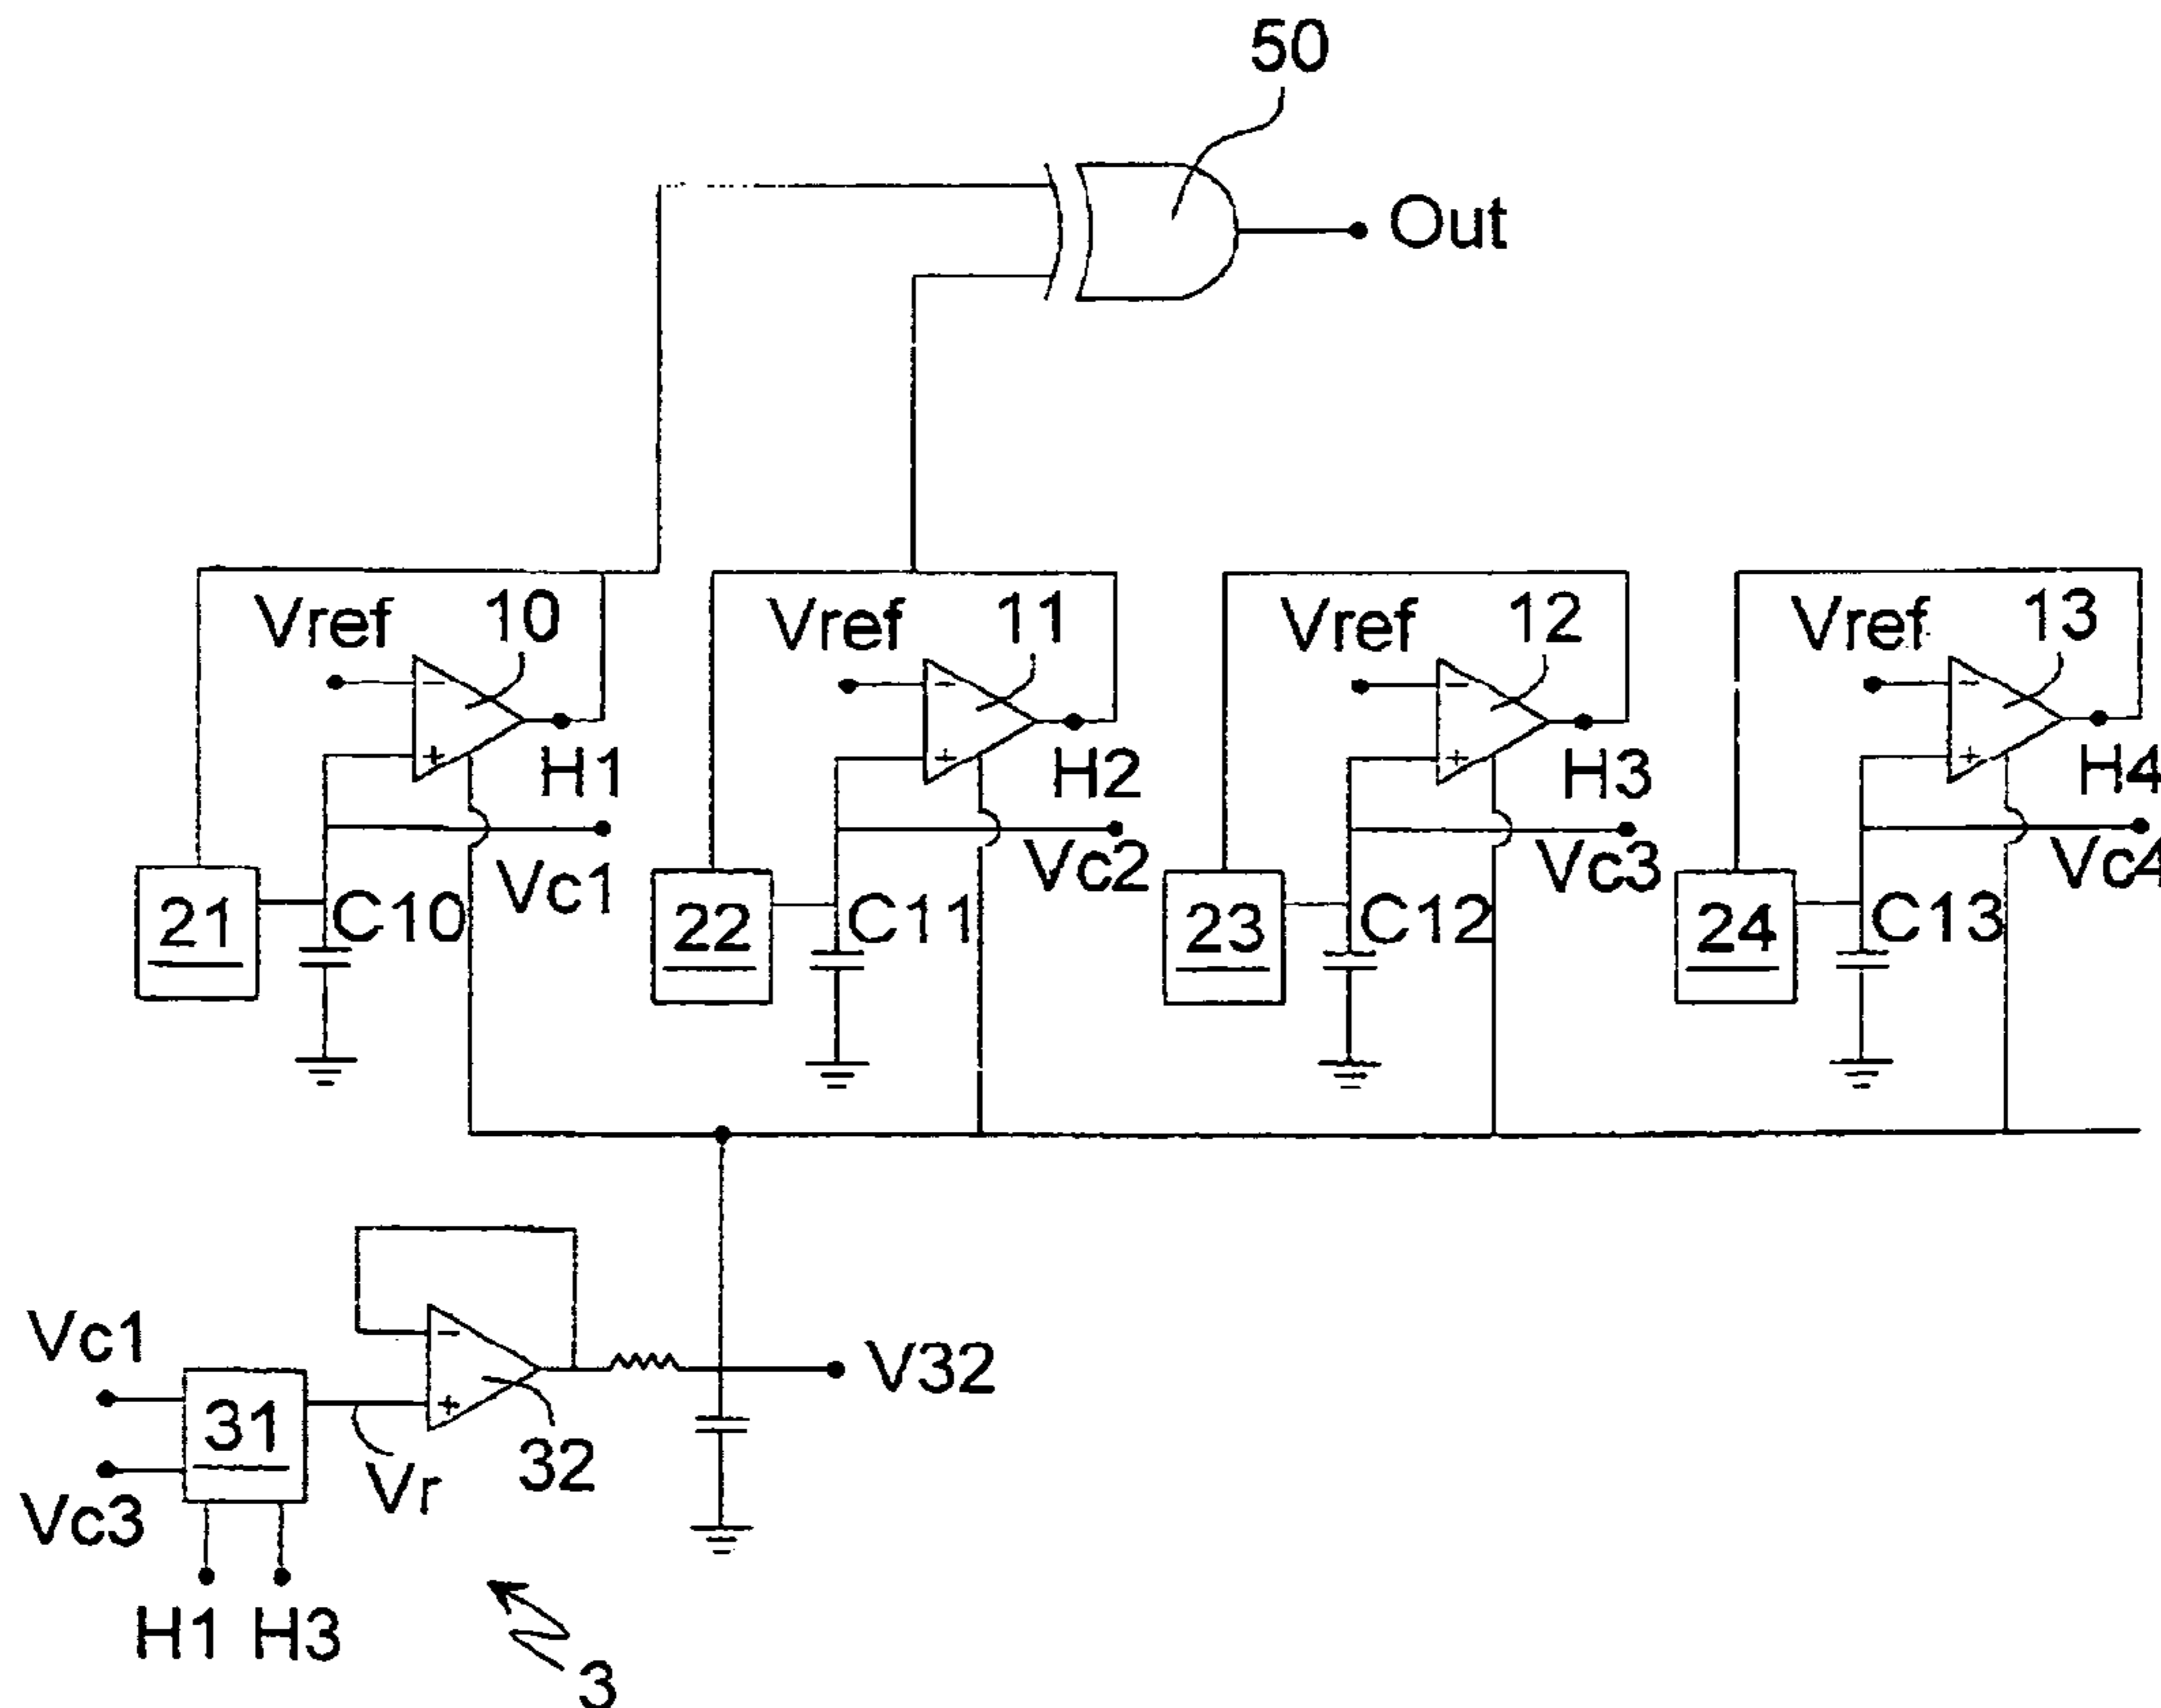 50
Out
Vref 10 Vref 11 Vref 12 Vref 13
- - - -
+ + + +
H1 H2 H3 H4
Vc1 Vc2 Vc3 Vc4
21 C10 22 C11 23 C12 24 C13
Vc1 - V32
31 +
Vc3 Vr 32
H1 H3
3